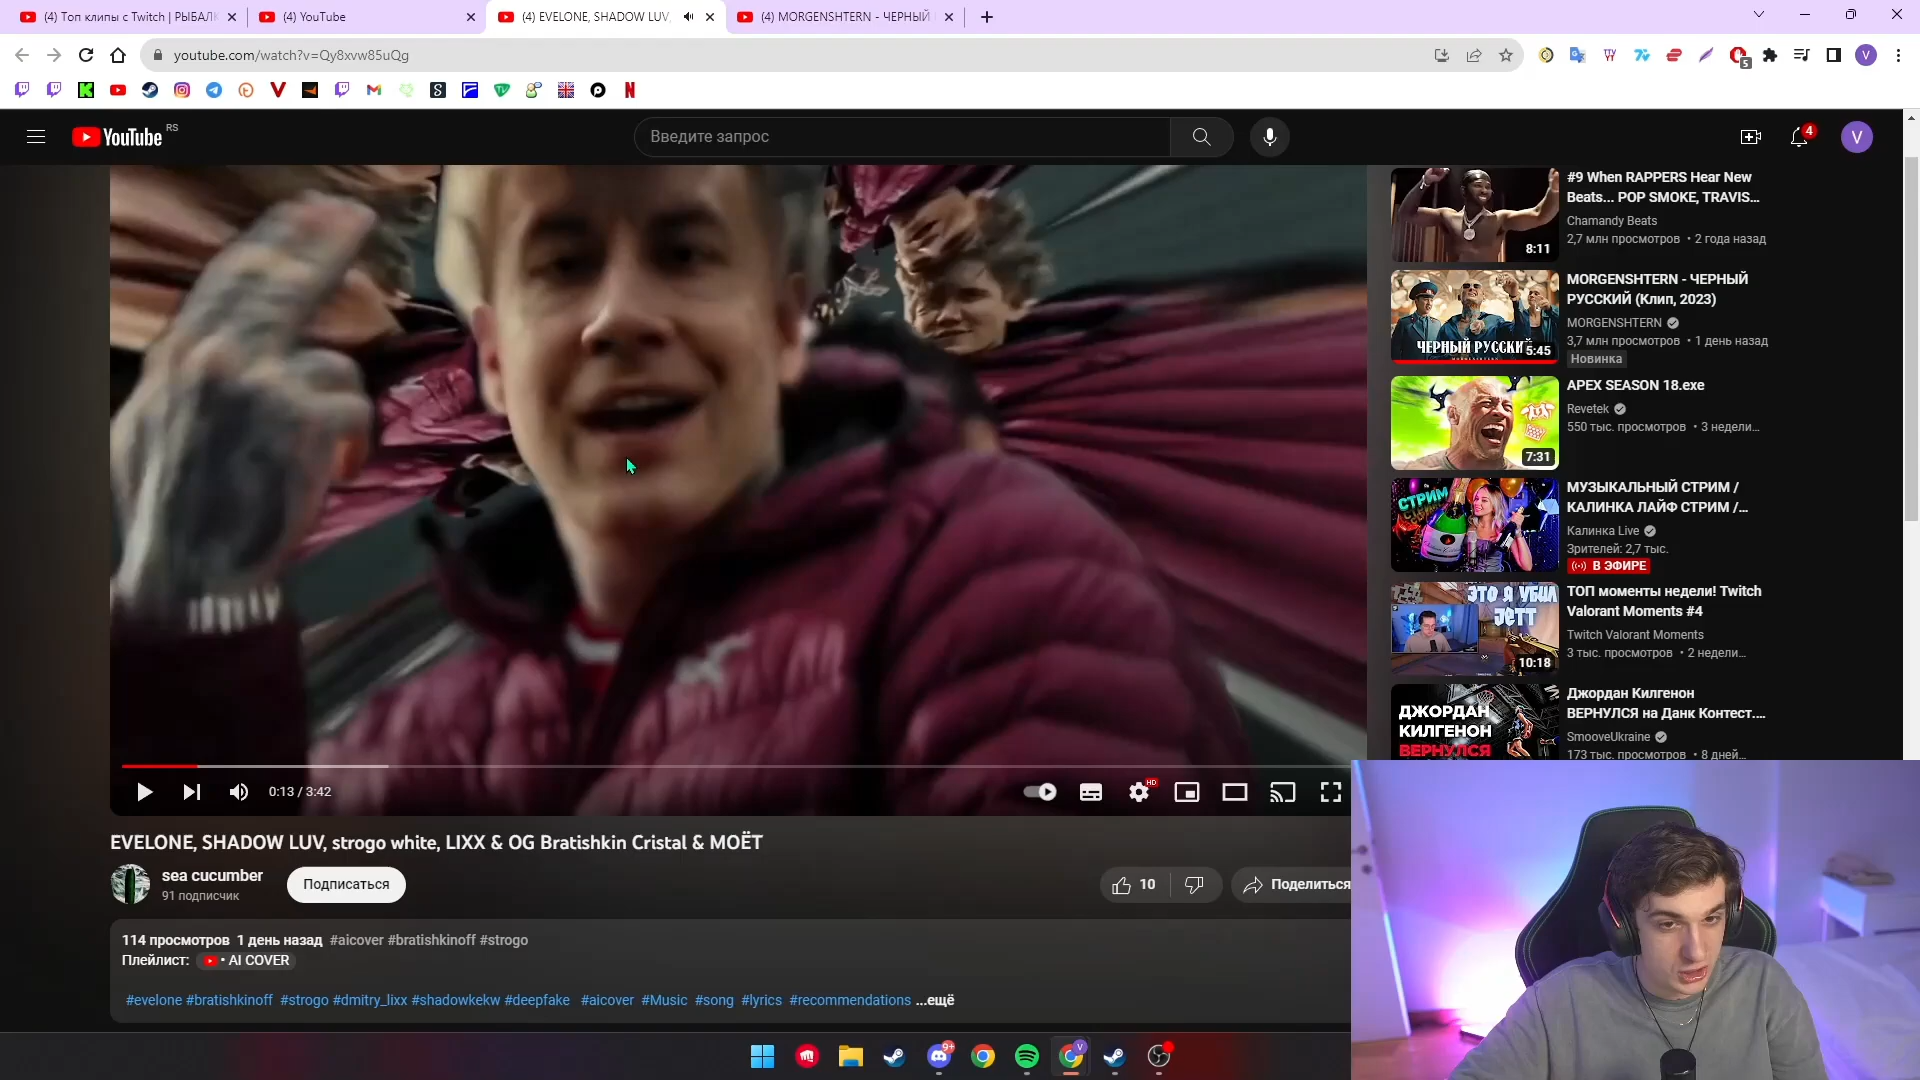 (4) Топ клипы с Twitch | РЫБАЛК
(4) YouTube
(4) EVELONE, SHADOW LUV,
(4) MORGENSHTERN - ЧЕРНЫЙ
youtube.com/watch?v=Qy8xvw85uQg
5
V
YouTube RS
Введите запрос
4
V
8:11
#9 When RAPPERS Hear New
Beats... POP SMOKE, TRAVIS...
Chamandy Beats
2,7 млн просмотров • 2 года назад
ЧЕРНЫЙ РУССКИЙ
5:45
MORGENSHTERN - ЧЕРНЫЙ
РУССКИЙ (Клип, 2023)
MORGENSHTERN
3,7 млн просмотров • 1 день назад
Новинка
7:31
APEX SEASON 18.exe
Revetek
550 тыс. просмотров • 3 недели...
СТРИМ
МУЗЫКАЛЬНЫЙ СТРИМ /
КАЛИНКА ЛАЙФ СТРИМ /...
Калинка Live
Зрителей: 2,7 тыс.
В ЭФИРЕ
ЭТО Я УБИЛ
JETT
10:18
ТОП моменты недели! Twitch
Valorant Moments #4
Twitch Valorant Moments
3 тыс. просмотров • 2 недели...
ДЖОРДАН
КИЛГЕНОН
ВЕРНУЛСЯ
Джордан Килгенон
ВЕРНУЛСЯ на Данк Контест....
SmooveUkraine
173 тыс. просмотров • 8 дней...
0:13 / 3:42
HD
EVELONE, SHADOW LUV, strogo white, LIXX & OG Bratishkin Cristal & МОЁТ
sea cucumber
91 подписчик
Подписаться
10
Поделиться
114 просмотров 1 день назад #aicover #bratishkinoff #strogo
Плейлист: • AI COVER
#evelone #bratishkinoff #strogo #dmitry_lixx #shadowkekw #deepfake #aicover #Music #song #lyrics #recommendations ...ещё
9+
V